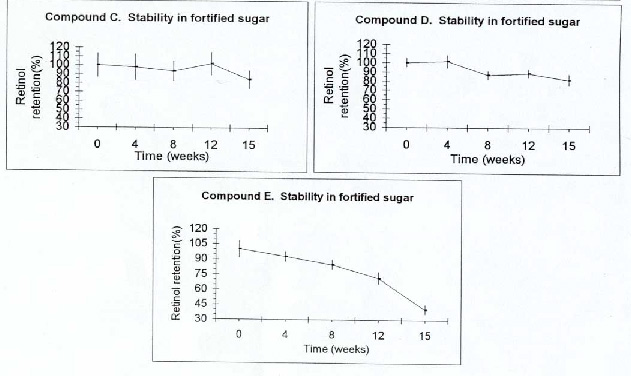 Compound C. Stability in fortified sugar
Retinol
retention(%)
120
110
100
90
80
70
60
50
40
30
0 4 8 12 15
Time (weeks)
Compound D. Stability in fortified sugar
Retinol
retention(%)
120
110
100
90
80
70
60
50
40
30
0 4 8 12 15
Time (weeks)
Compound E. Stability in fortified sugar
Retinol retention(%)
120
105
90
75
60
45
30
0 4 8 12 15
Time (weeks)